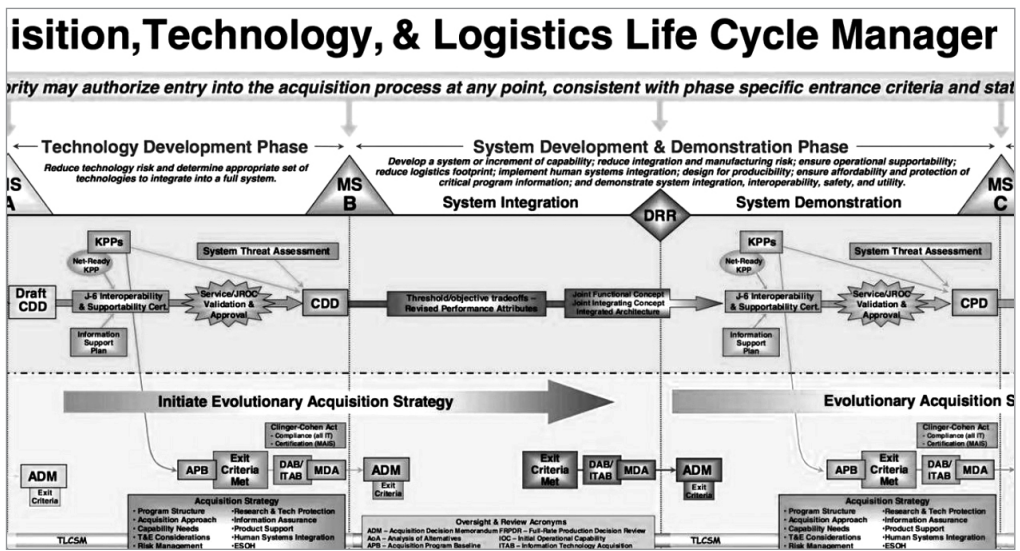 isition, Technology, & Logistics Life Cycle Manager
ority may authorize entry into the acquisition process at any point, consistent with phase specific entrance criteria and stat
Technology Development Phase
Reduce technology risk and determine appropriate set of
technologies to integrate into a full system.
System Development & Demonstration Phase
Develop a system or increment of capability; reduce integration and manufacturing risk; ensure operational supportability;
reduce logistics footprint; implement human systems integration; design for producibility; ensure affordability and protection of
critical program information; and demonstrate system integration, interoperability, safety, and utility.
MS
A
MS
B
System Integration
DRR
System Demonstration
MS
C
KPPs
Net-Ready
KPP
System Threat Assessment
Draft
CDD
J-6 Interoperability
& Supportability Cert.
Service/JROC
Validation &
Approval
CDD
Information
Support
Plan
Threshold/objective tradeoffs –
Revised Performance Attributes
Joint Functional Concept
Joint Integrating Concept
Integrated Architecture
KPPs
Net-Ready
KPP
System Threat Assessment
J-6 Interoperability
& Supportability Cert.
Service/JROC
Validation &
Approval
CPD
Information
Support
Plan
Initiate Evolutionary Acquisition Strategy
Evolutionary Acquisition S
Clinger-Cohen Act
- Compliance (all IT)
- Certification (MAIS)
ADM
Exit
Criteria
APB
Exit
Criteria
Met
DAB/
ITAB
MDA
ADM
Exit
Criteria
Exit
Criteria
Met
DAB/
ITAB
MDA
ADM
Exit
Criteria
Clinger-Cohen Act
- Compliance (all IT)
- Certification (MAIS)
APB
Exit
Criteria
Met
DAB/
ITAB
MDA
Acquisition Strategy
• Program Structure
• Acquisition Approach
• Capability Needs
• T&E Considerations
• Risk Management
• Research & Tech Protection
• Information Assurance
• Product Support
• Human Systems Integration
• ESOH
Oversight & Review Acronyms
ADM – Acquisition Decision Memorandum FRPDR – Full-Rate Production Decision Review
AoA – Analysis of Alternatives IOC – Initial Operational Capability
APB – Acquisition Program Baseline ITAB – Information Technology Acquisition
Acquisition Strategy
• Program Structure
• Acquisition Approach
• Capability Needs
• T&E Considerations
• Risk Management
• Research & Tech Protection
• Information Assurance
• Product Support
• Human Systems Integration
• ESOH
TLCSM
TLCSM